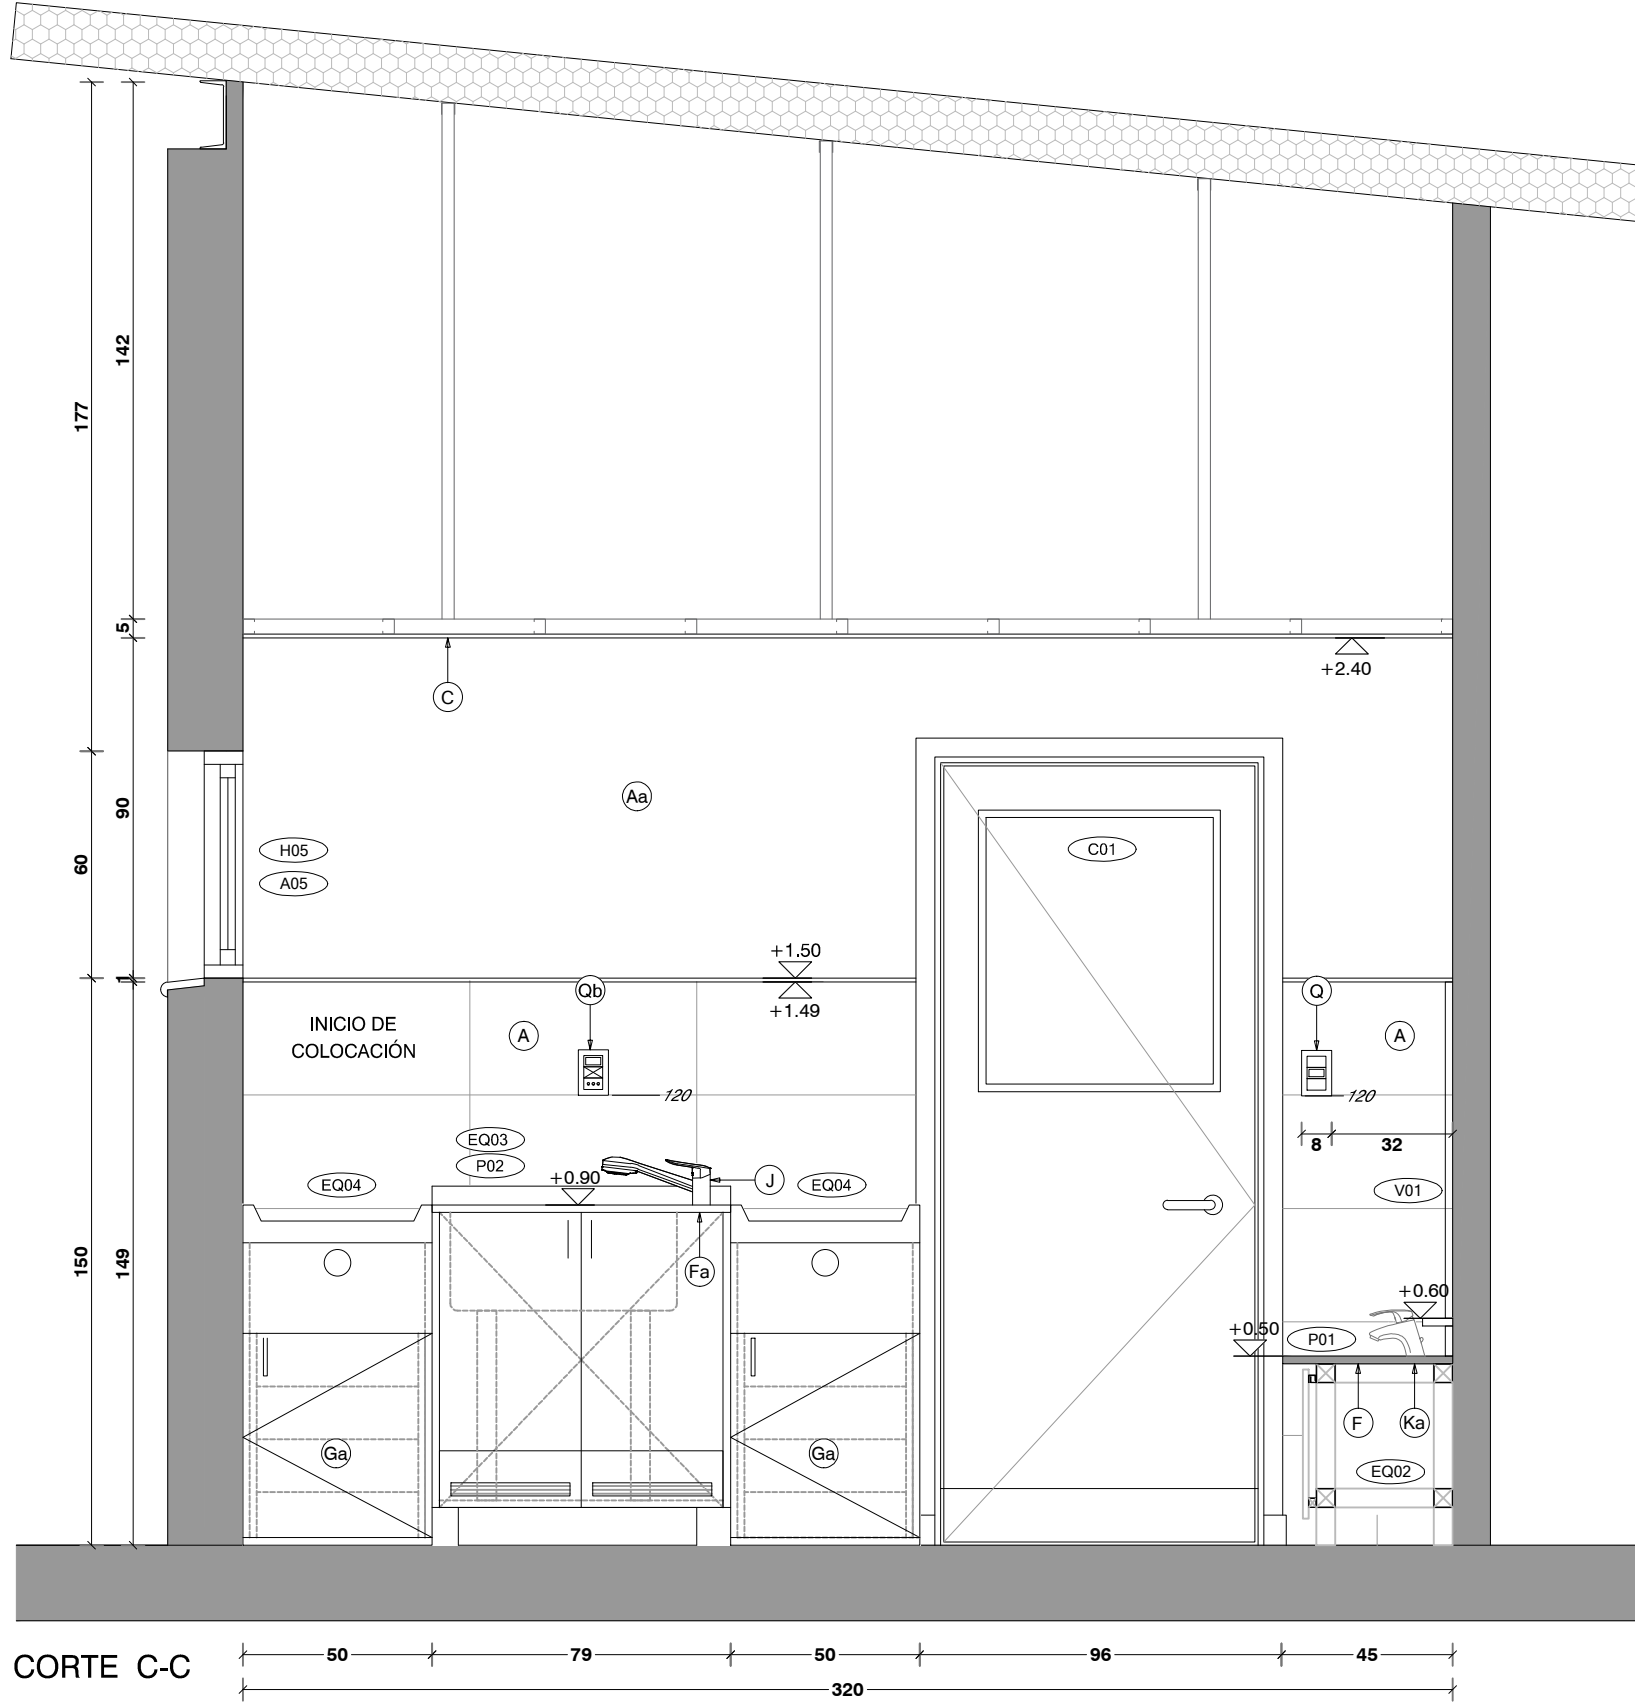 142
177
5
+2.40
C
Aa
90
60
H05
A05
C01
+1.50
1
Qb
Q
+1.49
INICIO DE
COLOCACIÓN
A
A
120
120
8
32
EQ03
P02
EQ04
+0.90
J
EQ04
V01
150
149
Fa
+0.60
+0.50
P01
F
Ka
Ga
Ga
EQ02
CORTE C-C
50
79
50
96
45
320